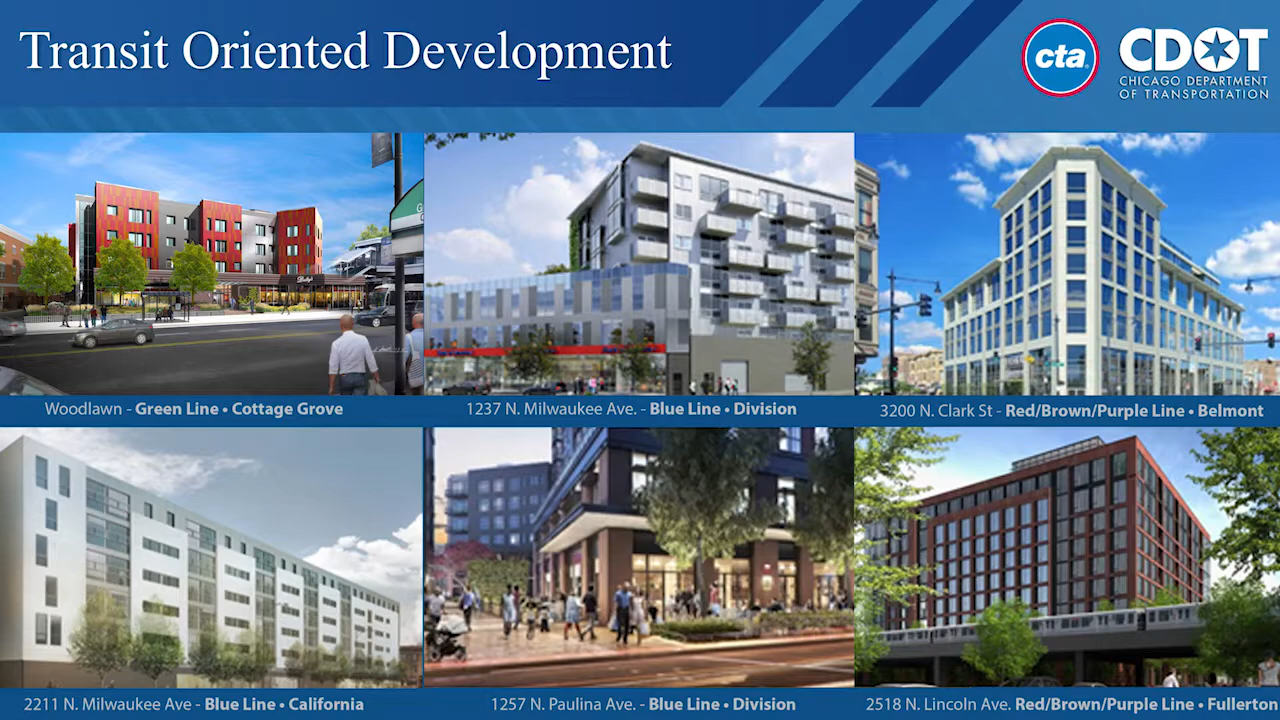 Transit Oriented Development
cta
CDOT
CHICAGO DEPARTMENT
OF TRANSPORTATION
Woodlawn - Green Line • Cottage Grove
1237 N. Milwaukee Ave. - Blue Line • Division
3200 N. Clark St - Red/Brown/Purple Line • Belmont
2211 N. Milwaukee Ave - Blue Line • California
1257 N. Paulina Ave. - Blue Line • Division
2518 N. Lincoln Ave. Red/Brown/Purple Line • Fullerton